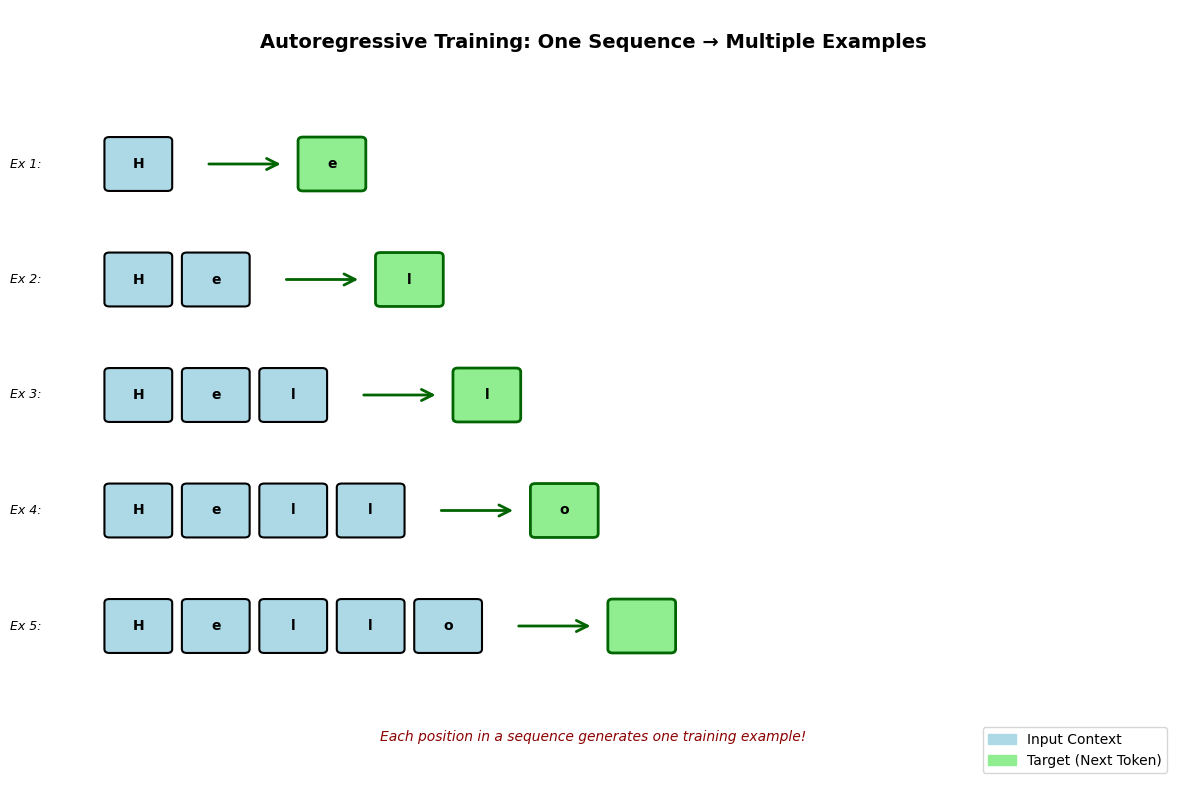 Autoregressive Training: One Sequence → Multiple Examples
Ex 1: H e
Ex 2: H e l
Ex 3: H e l l
Ex 4: H e l l o
Ex 5: H e l l o
Each position in a sequence generates one training example!
Input Context
Target (Next Token)